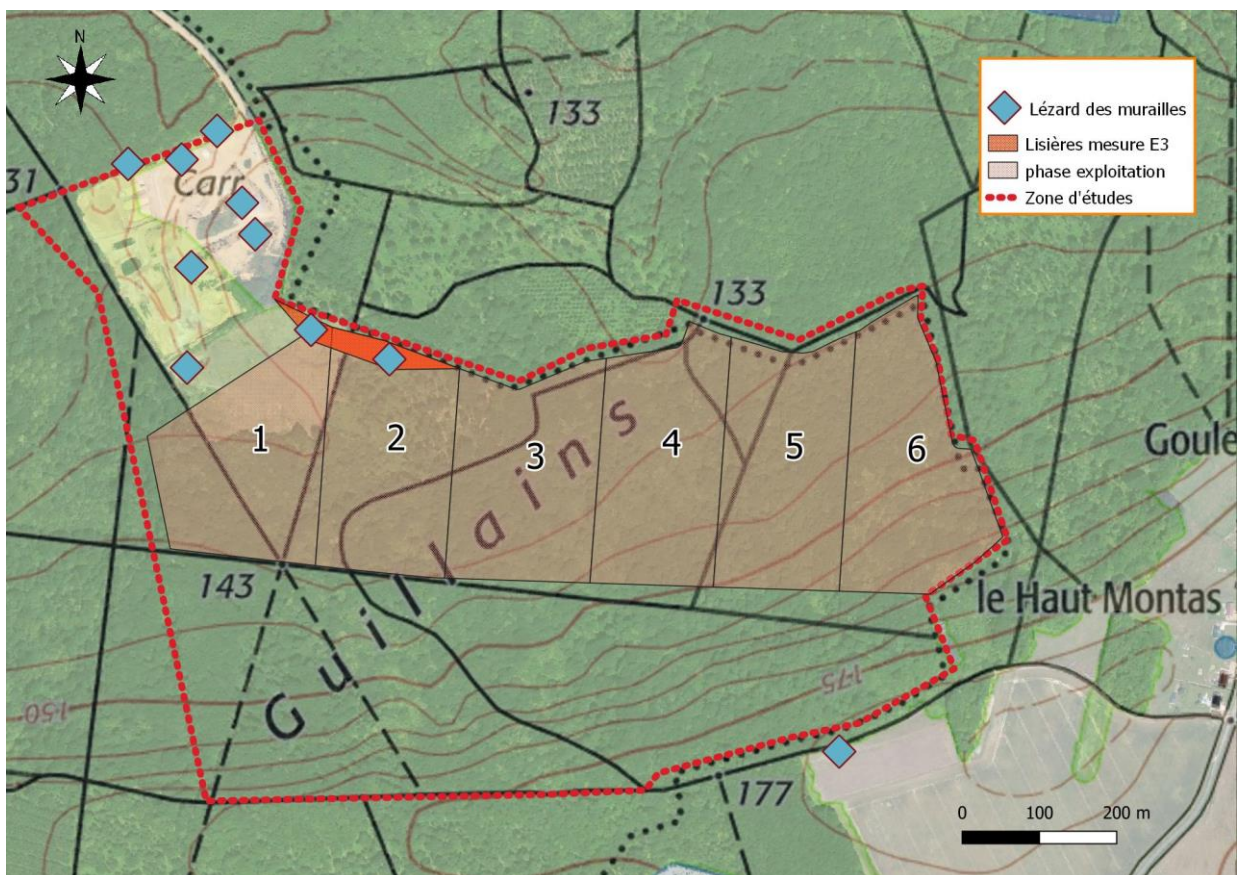 N
Lézard des murailles
Lisières mesure E3
phase exploitation
Zone d'études
133
31
Carr
133
1
2
3
4
5
6
Goule
143
Guillains
le Haut Montas
150
175
177
0 100 200 m